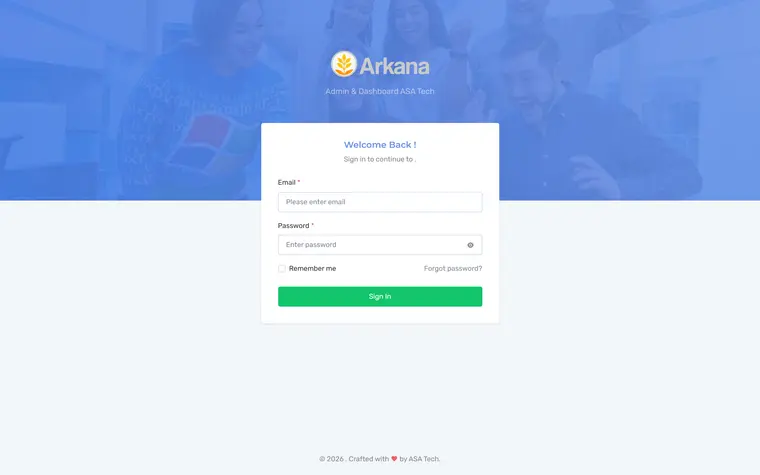 Arkana
Admin & Dashboard ASA Tech
Welcome Back !
Sign in to continue to .
Email *
Please enter email
Password *
Enter password
Remember me
Forgot password?
Sign In
© 2026 . Crafted with ❤ by ASA Tech.